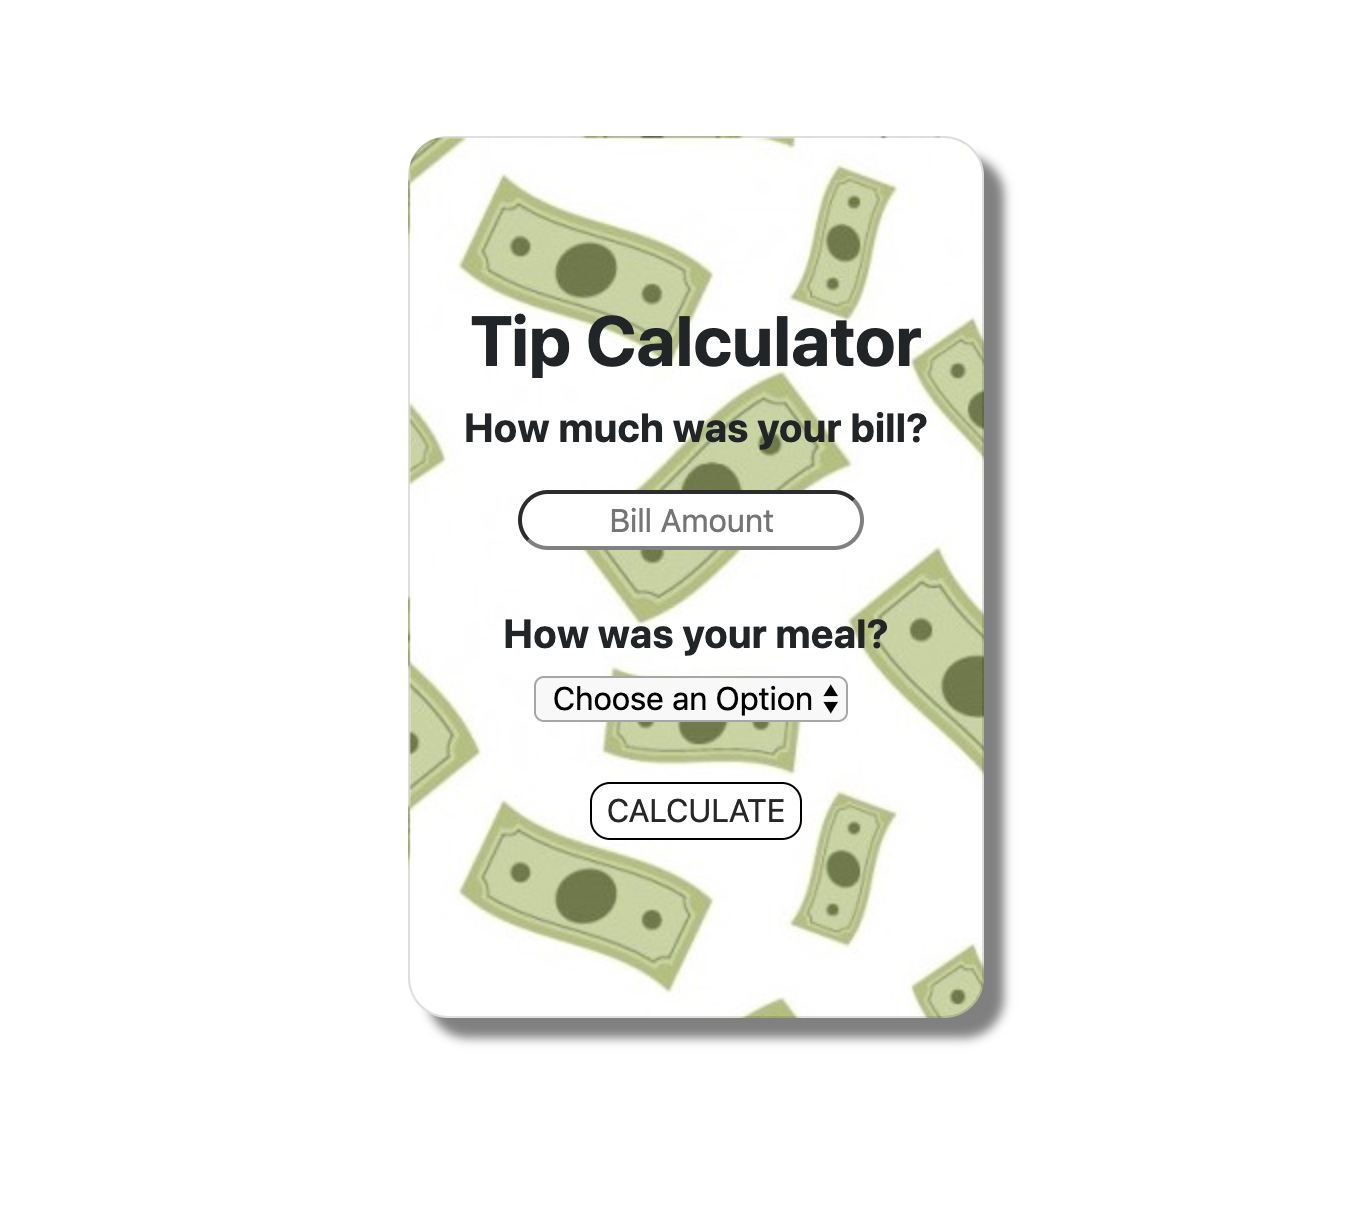 Tip Calculator
How much was your bill?
Bill Amount
How was your meal?
Choose an Option
CALCULATE